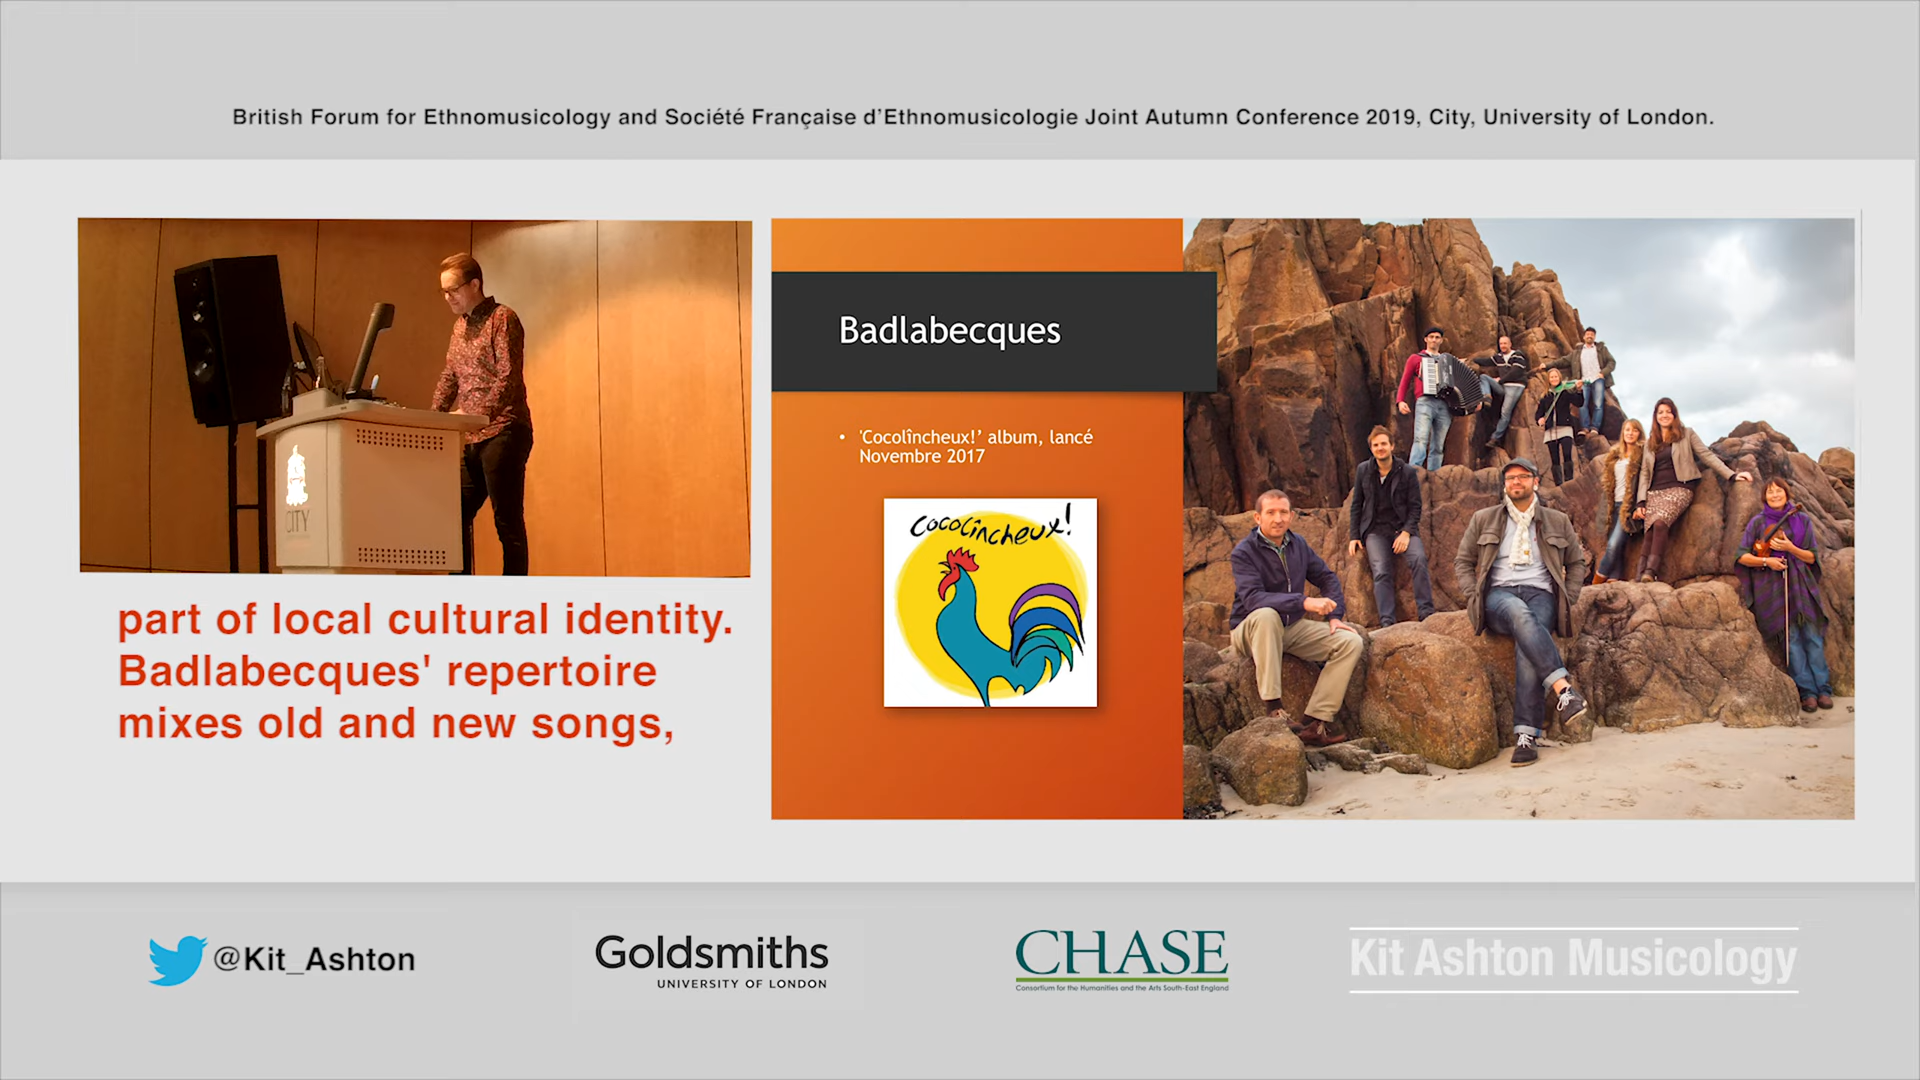 British Forum for Ethnomusicology and Société Française d’Ethnomusicologie Joint Autumn Conference 2019, City, University of London.
CITY
part of local cultural identity.
Badlabecques' repertoire
mixes old and new songs,
Badlabecques
• 'Cocolîncheux!’ album, lancé
Novembre 2017
Cocolîncheux!
@Kit_Ashton
Goldsmiths
UNIVERSITY OF LONDON
CHASE
Consortium for the Humanities and the Arts South-East England
Kit Ashton Musicology